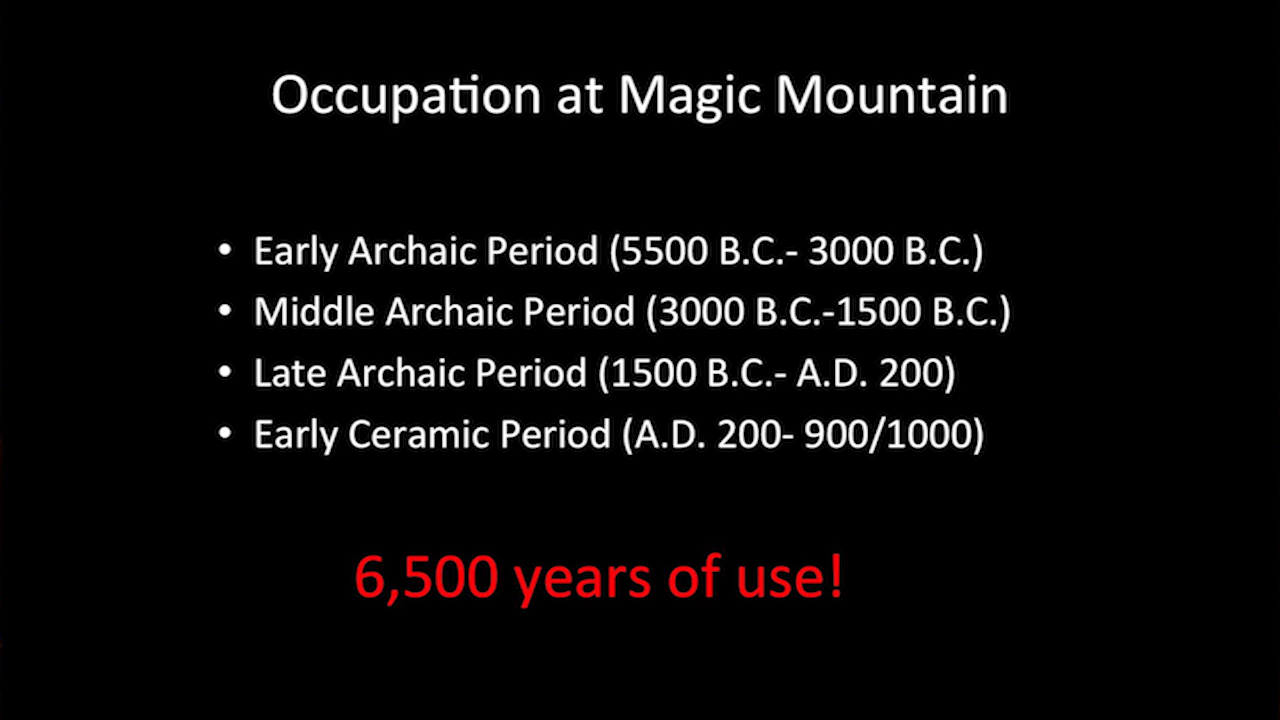 Occupation at Magic Mountain
• Early Archaic Period (5500 B.C.- 3000 B.C.)
• Middle Archaic Period (3000 B.C.-1500 B.C.)
• Late Archaic Period (1500 B.C.- A.D. 200)
• Early Ceramic Period (A.D. 200- 900/1000)
6,500 years of use!